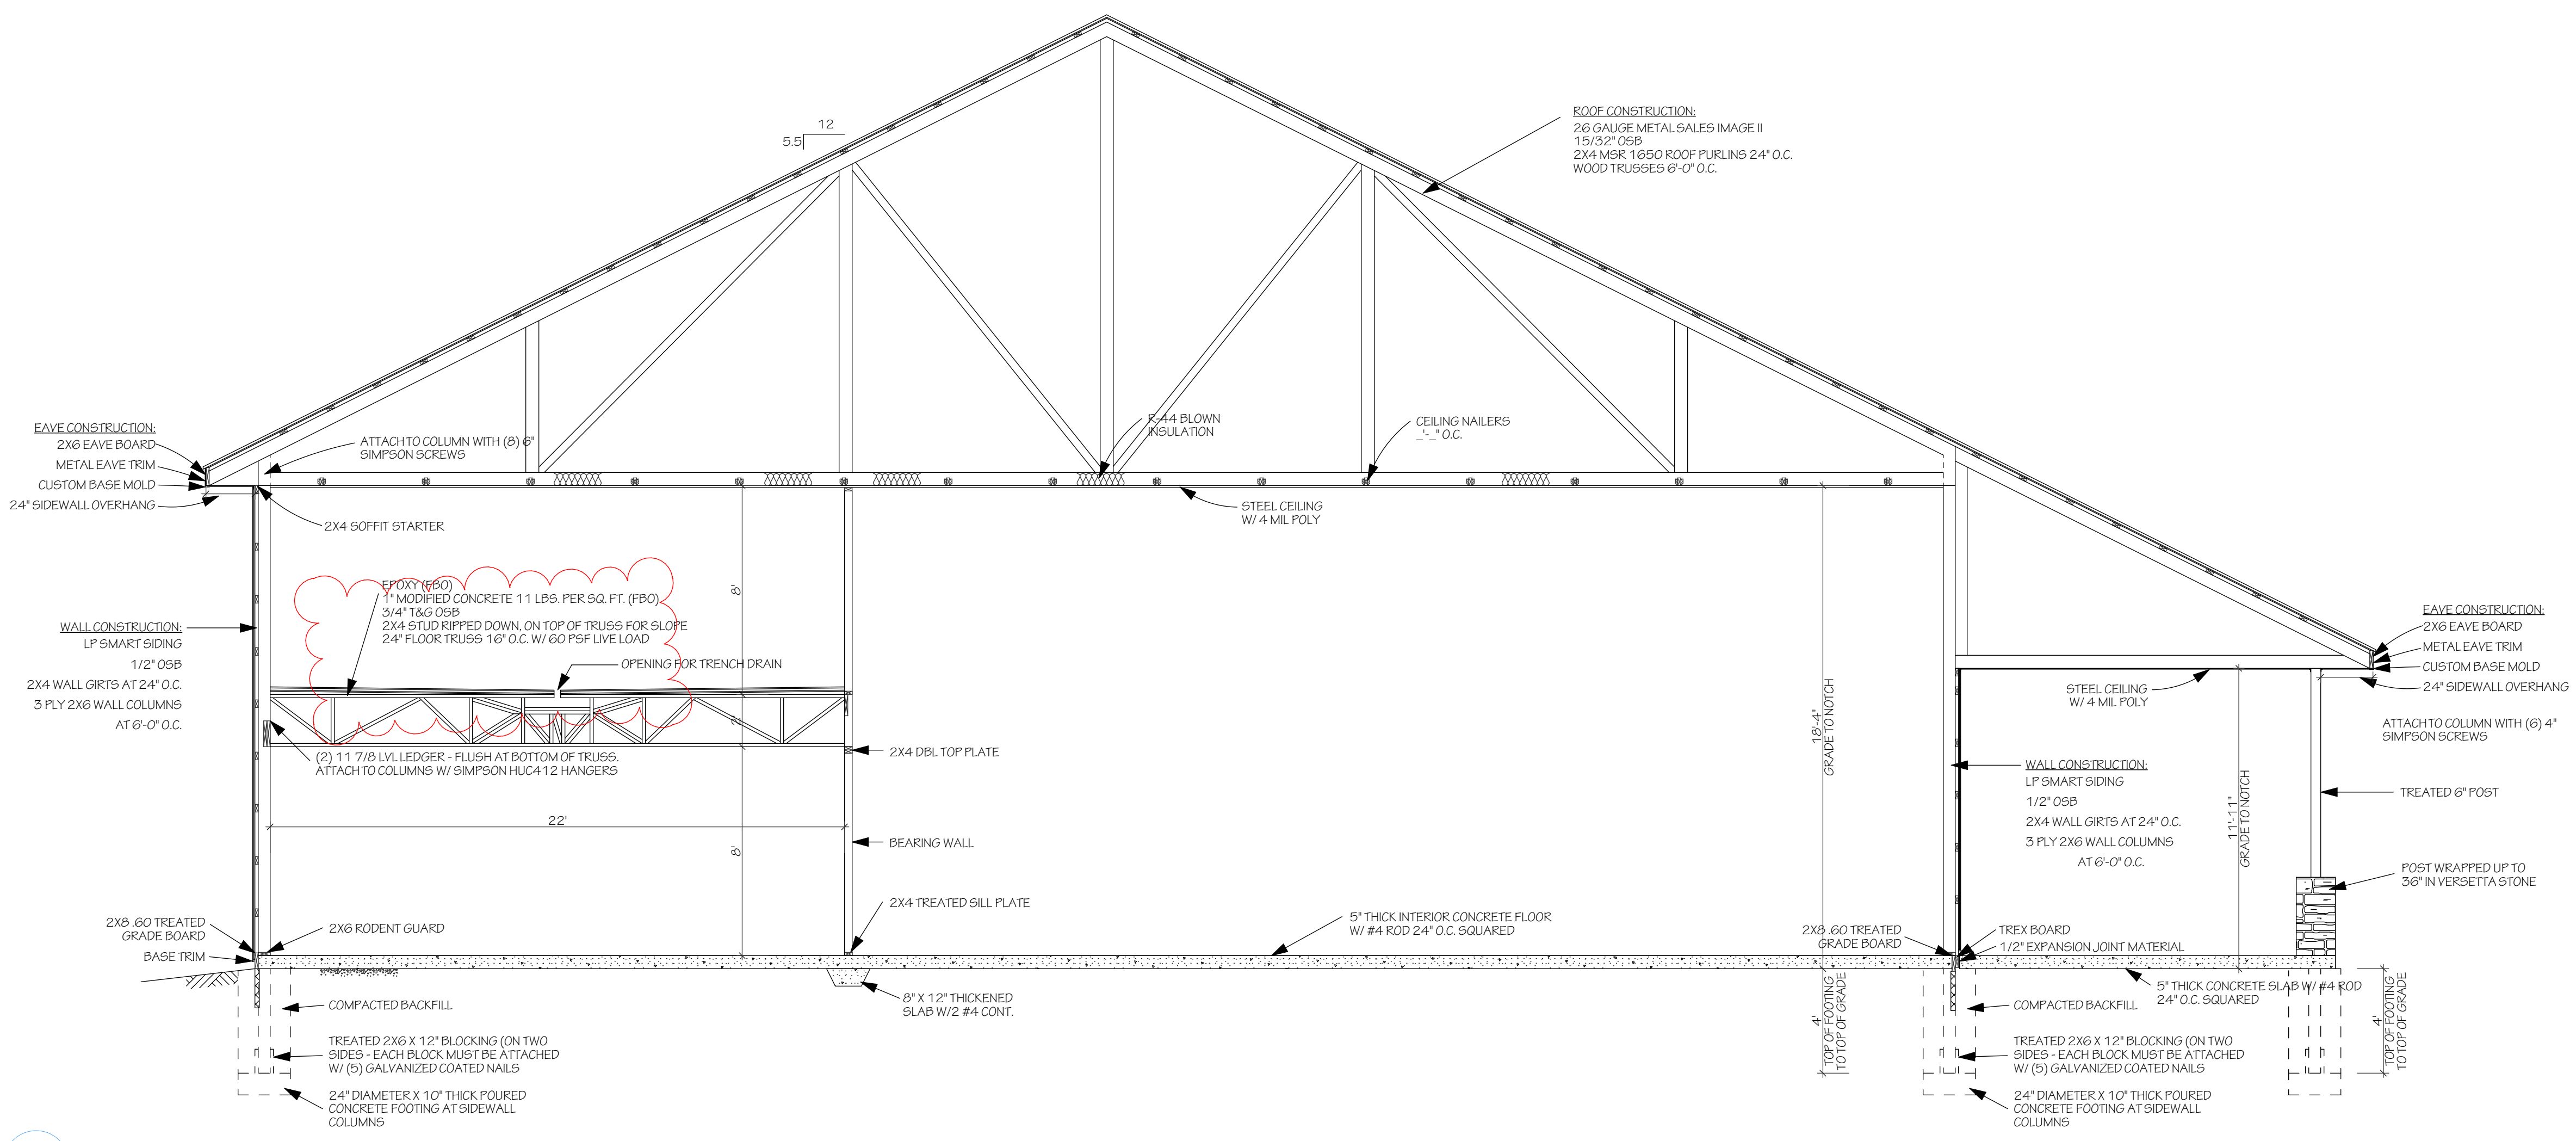 12
5.5
ROOF CONSTRUCTION:
26 GAUGE METAL SALES IMAGE II
15/32" OSB
2X4 MSR 1650 ROOF PURLINS 24" O.C.
WOOD TRUSSES 6'-0" O.C.
EAVE CONSTRUCTION:
2X6 EAVE BOARD
METAL EAVE TRIM
CUSTOM BASE MOLD
24" SIDEWALL OVERHANG
ATTACH TO COLUMN WITH (8) 6"
SIMPSON SCREWS
2X4 SOFFIT STARTER
R-44 BLOWN
INSULATION
CEILING NAILERS
_'-_" O.C.
STEEL CEILING
W/ 4 MIL POLY
EPOXY (FBO)
1" MODIFIED CONCRETE 11 LBS. PER SQ. FT. (FBO)
3/4" T&G OSB
2X4 STUD RIPPED DOWN, ON TOP OF TRUSS FOR SLOPE
24" FLOOR TRUSS 16" O.C. W/ 60 PSF LIVE LOAD
OPENING FOR TRENCH DRAIN
8'
2'
8'
22'
WALL CONSTRUCTION:
LP SMART SIDING
1/2" OSB
2X4 WALL GIRTS AT 24" O.C.
3 PLY 2X6 WALL COLUMNS
AT 6'-0" O.C.
(2) 11 7/8 LVL LEDGER - FLUSH AT BOTTOM OF TRUSS.
ATTACH TO COLUMNS W/ SIMPSON HUC412 HANGERS
2X4 DBL TOP PLATE
BEARING WALL
2X4 TREATED SILL PLATE
5" THICK INTERIOR CONCRETE FLOOR
W/ #4 ROD 24" O.C. SQUARED
2X8 .60 TREATED
GRADE BOARD
BASE TRIM
2X6 RODENT GUARD
COMPACTED BACKFILL
TREATED 2X6 X 12" BLOCKING (ON TWO
SIDES - EACH BLOCK MUST BE ATTACHED
W/ (5) GALVANIZED COATED NAILS
24" DIAMETER X 10" THICK POURED
CONCRETE FOOTING AT SIDEWALL
COLUMNS
8" X 12" THICKENED
SLAB W/2 #4 CONT.
18'-4"
GRADE TO NOTCH
4'
TOP OF FOOTING
TO TOP OF GRADE
EAVE CONSTRUCTION:
2X6 EAVE BOARD
METAL EAVE TRIM
CUSTOM BASE MOLD
24" SIDEWALL OVERHANG
STEEL CEILING
W/ 4 MIL POLY
ATTACH TO COLUMN WITH (6) 4"
SIMPSON SCREWS
WALL CONSTRUCTION:
LP SMART SIDING
1/2" OSB
2X4 WALL GIRTS AT 24" O.C.
3 PLY 2X6 WALL COLUMNS
AT 6'-0" O.C.
11'-11"
GRADE TO NOTCH
TREATED 6" POST
POST WRAPPED UP TO
36" IN VERSETTA STONE
2X8 .60 TREATED
GRADE BOARD
TREX BOARD
1/2" EXPANSION JOINT MATERIAL
5" THICK CONCRETE SLAB W/ #4 ROD
24" O.C. SQUARED
COMPACTED BACKFILL
TREATED 2X6 X 12" BLOCKING (ON TWO
SIDES - EACH BLOCK MUST BE ATTACHED
W/ (5) GALVANIZED COATED NAILS
24" DIAMETER X 10" THICK POURED
CONCRETE FOOTING AT SIDEWALL
COLUMNS
4'
TOP OF FOOTING
TO TOP OF GRADE